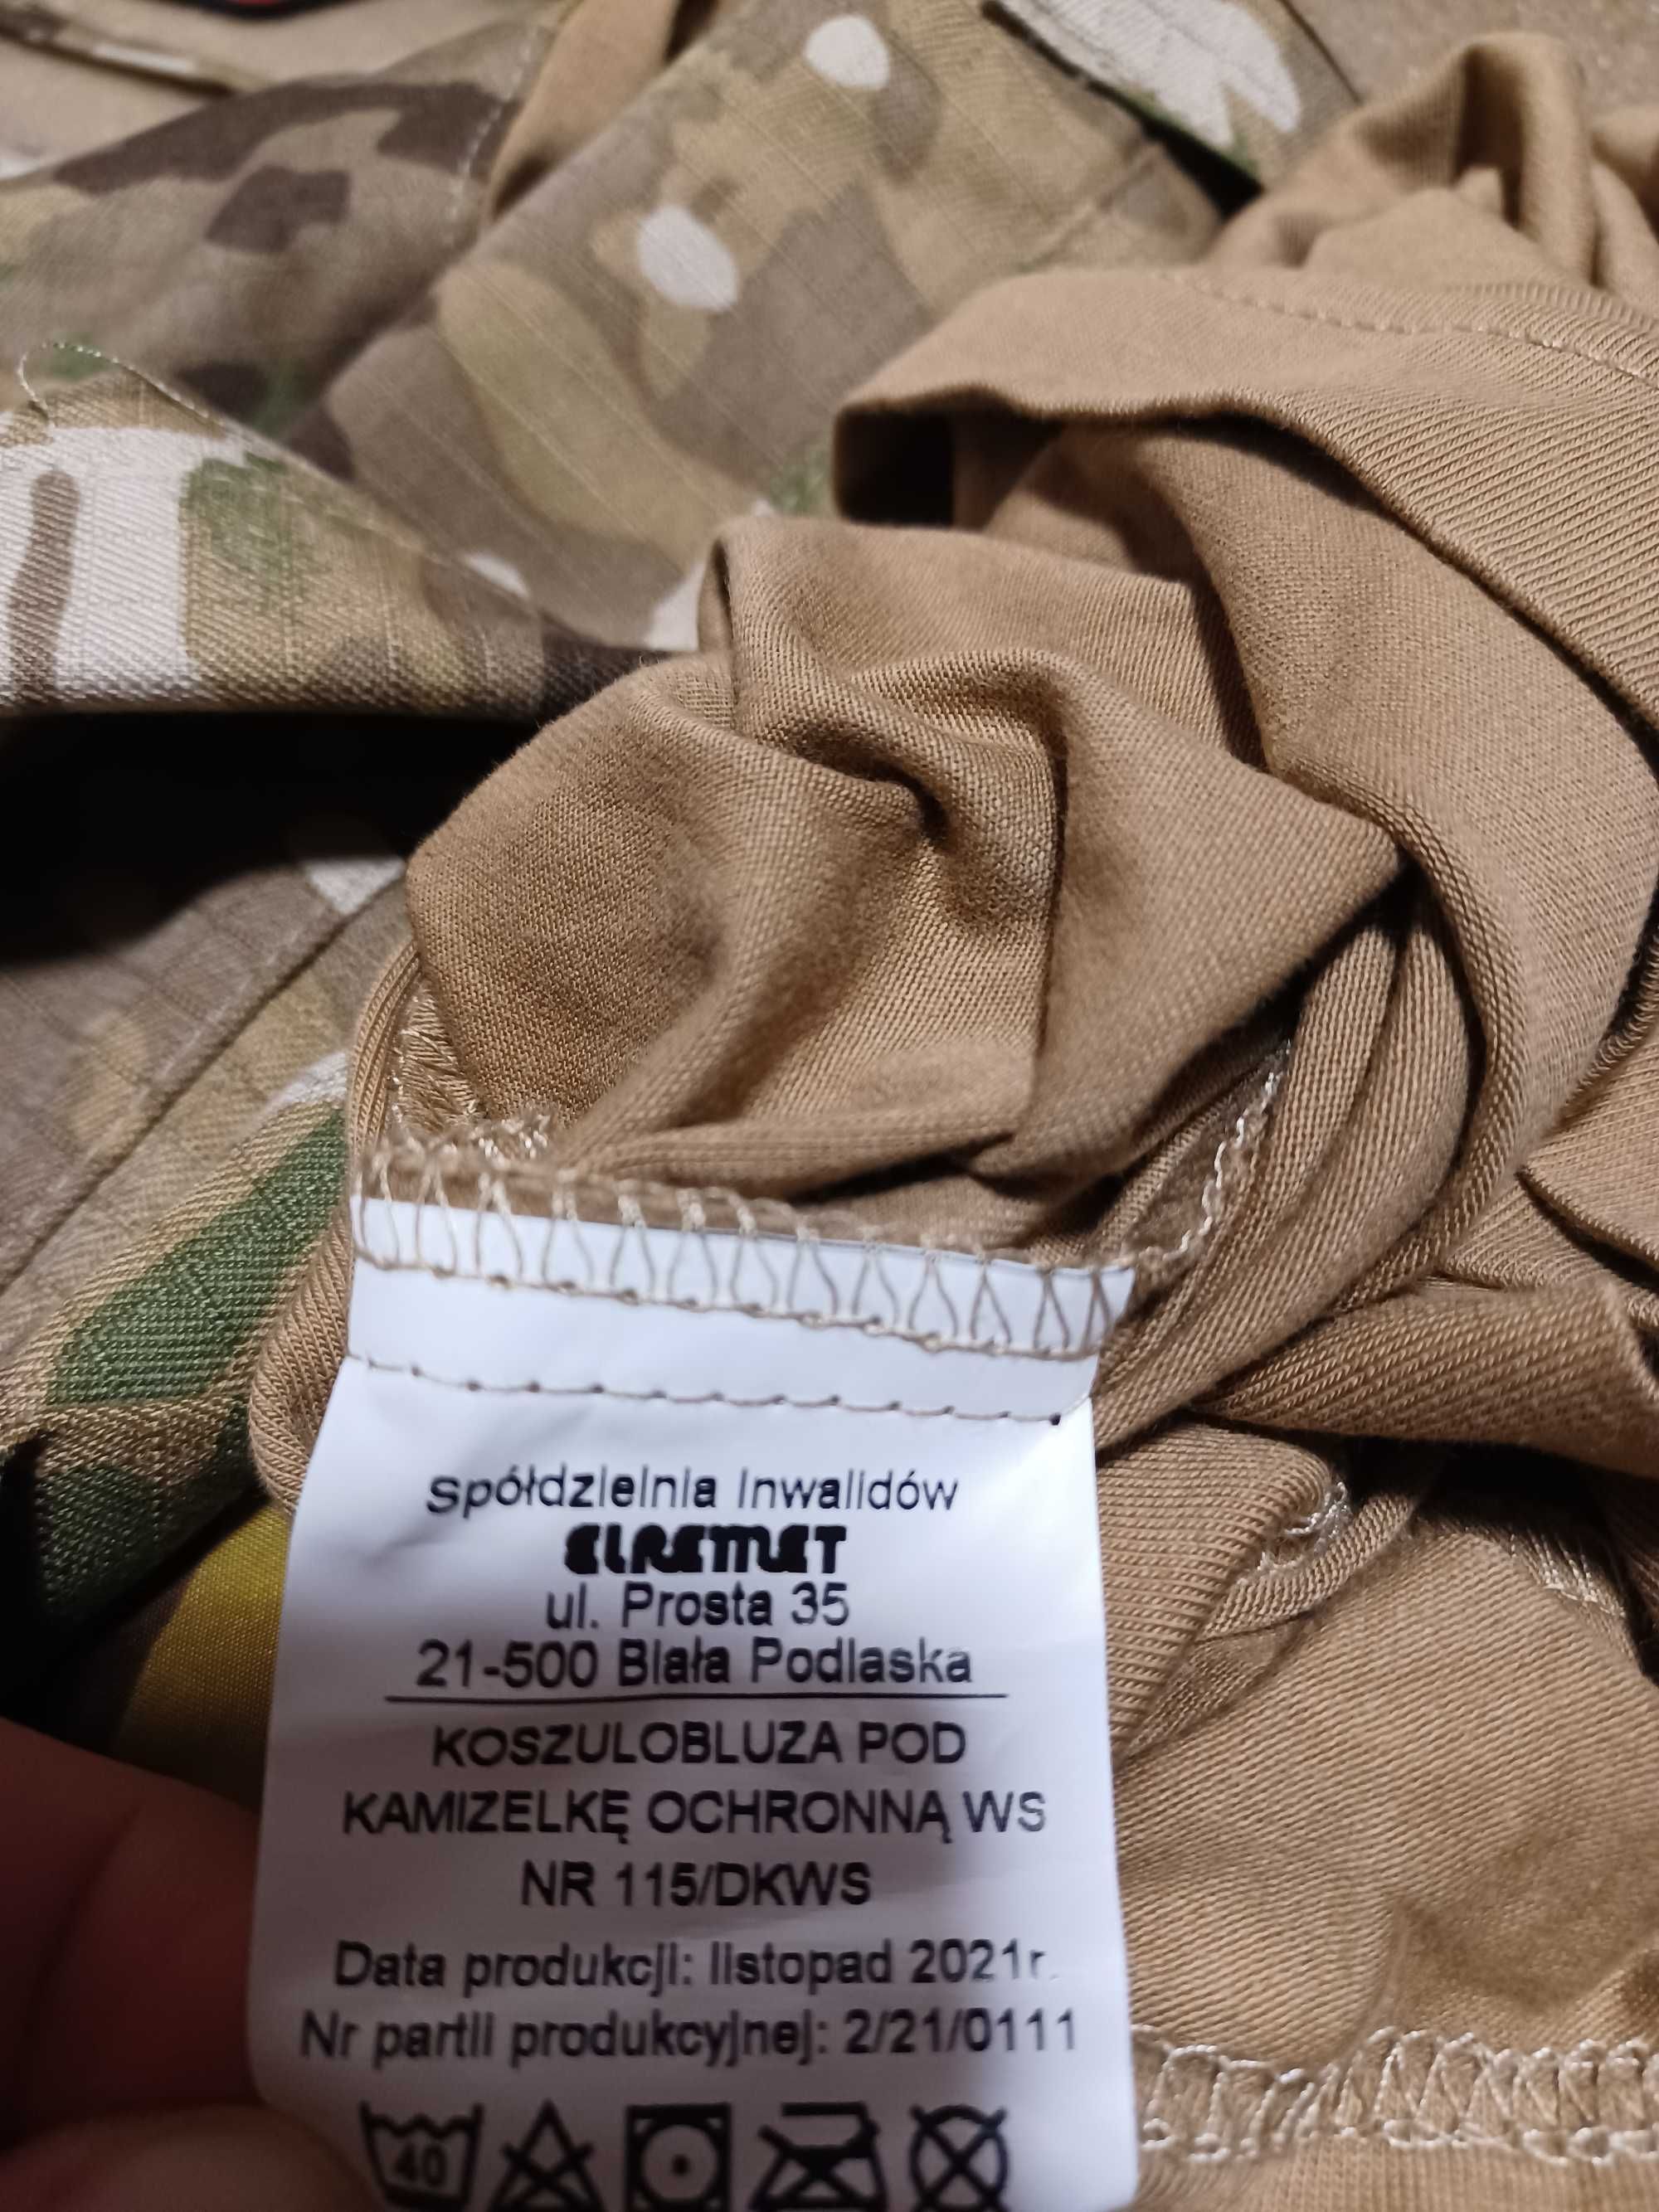 Spółdzielnia Inwalidów
ELREMET
ul. Prosta 35
21-500 Biała Podlaska
KOSZULOBLUZA POD
KAMIZELKĘ OCHRONNĄ WS
NR 115/DKWS
Data produkcji: listopad 2021r.
Nr partii produkcyjnej: 2/21/0111
40